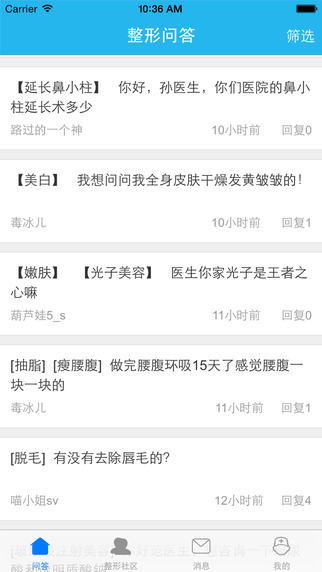 Carrier 10:36 AM
整形问答 筛选
【延长鼻小柱】 你好，孙医生，你们医院的鼻小
柱延长术多少
路过的一个神 10小时前 回复0
【美白】 我想问问我全身皮肤干燥发黄皱皱的！
毒冰儿 10小时前 回复1
【嫩肤】 【光子美容】 医生你家光子是王者之
心嘛
葫芦娃5_s 11小时前 回复0
[抽脂] [瘦腰腹] 做完腰腹环吸15天了感觉腰腹一
块一块的
毒冰儿 11小时前 回复1
[脱毛] 有没有去除唇毛的？
喵小姐sv 12小时前 回复4
问答 整形社区 消息 我的